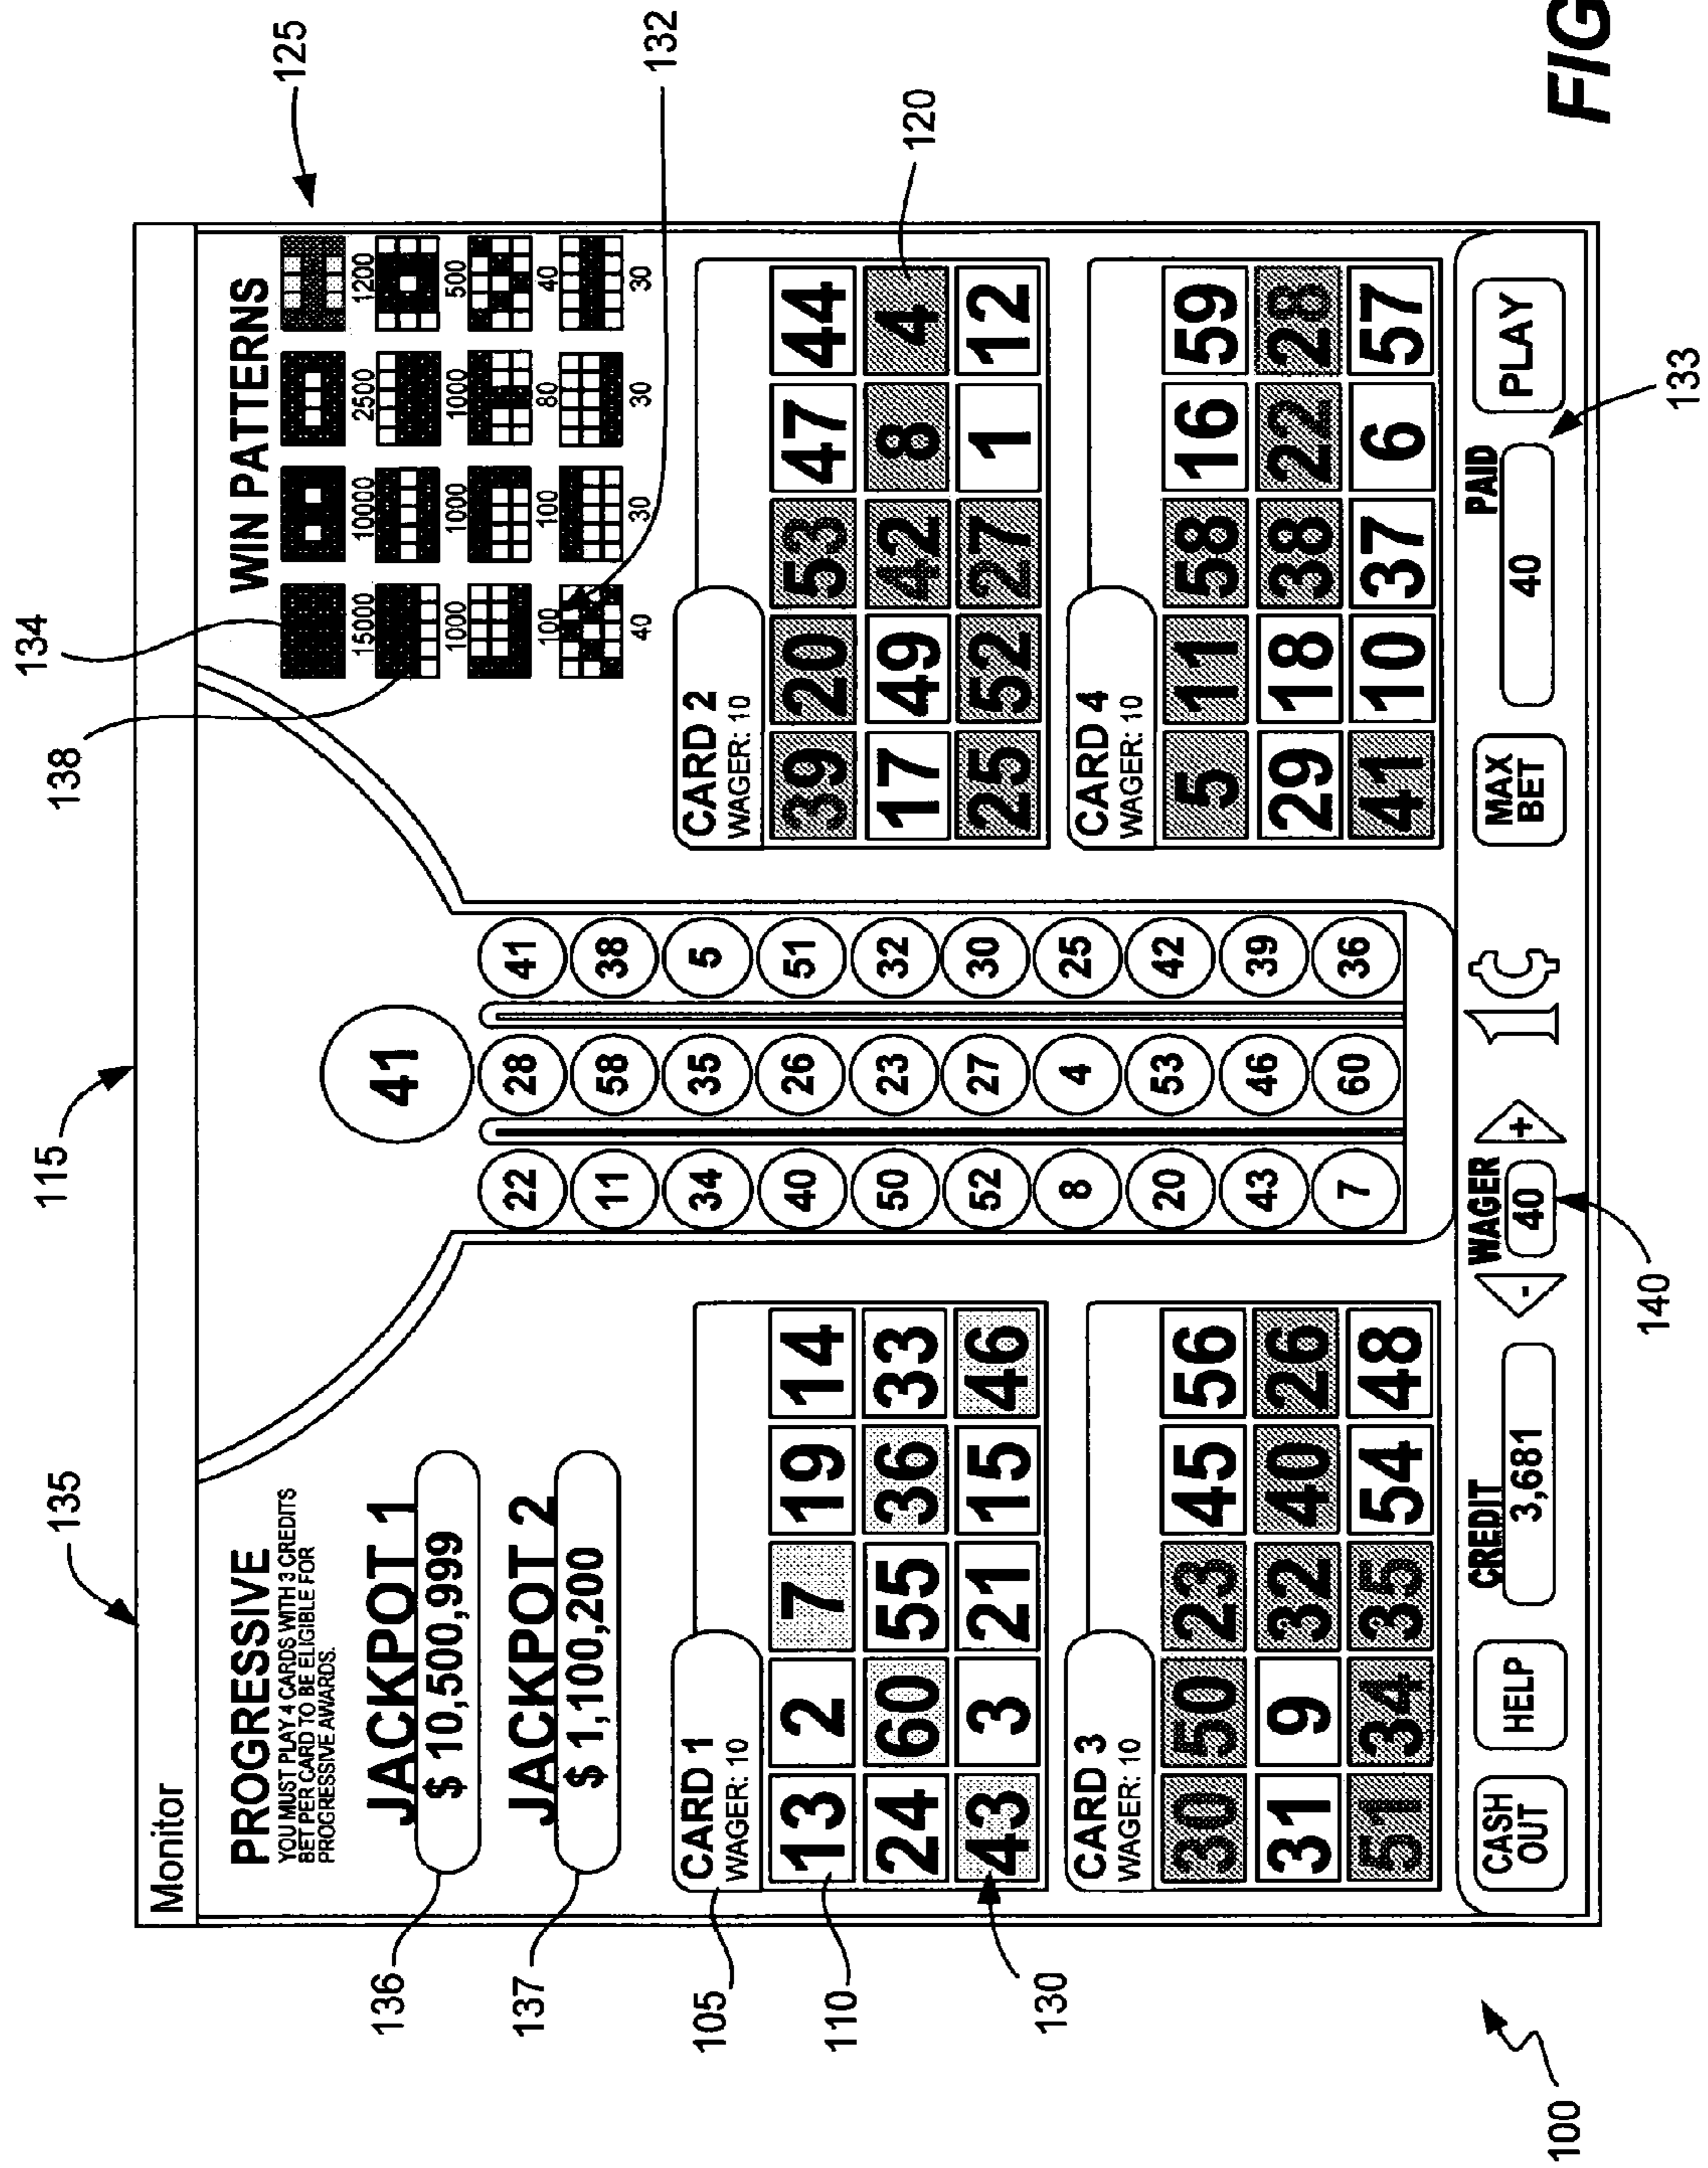 135
115
138
134
Monitor
PROGRESSIVE
YOU MUST PLAY 4 CARDS WITH 3 CREDITS
BET PER CARD TO BE ELIGIBLE FOR
PROGRESSIVE AWARDS.
136
JACKPOT 1
$ 10,500,999
137
JACKPOT 2
$ 1,100,200
41
WIN PATTERNS
125
15000 10000 2500 1200
1000 1000 1000 500
100 100 80 40
40 30 30 30
132
105
CARD 1
WAGER: 10
110
13 2 7 19 14
24 60 55 36 33
43 3 21 15 46
130
22 28 41
11 58 38
34 35 5
40 26 51
50 23 32
52 27 30
8 4 25
20 53 42
43 46 39
7 60 36
CARD 2
WAGER: 10
39 20 53 47 44
17 49 42 8 4
25 52 27 1 12
120
CARD 3
WAGER: 10
30 50 23 45 56
31 9 32 40 26
51 34 35 54 48
CARD 4
WAGER: 10
5 11 58 16 59
29 18 38 22 28
41 10 37 6 57
CASH
OUT
HELP
CREDIT
3,681
WAGER
- 40 +
1¢
MAX
BET
PAID
40
PLAY
100
140
133
FIG